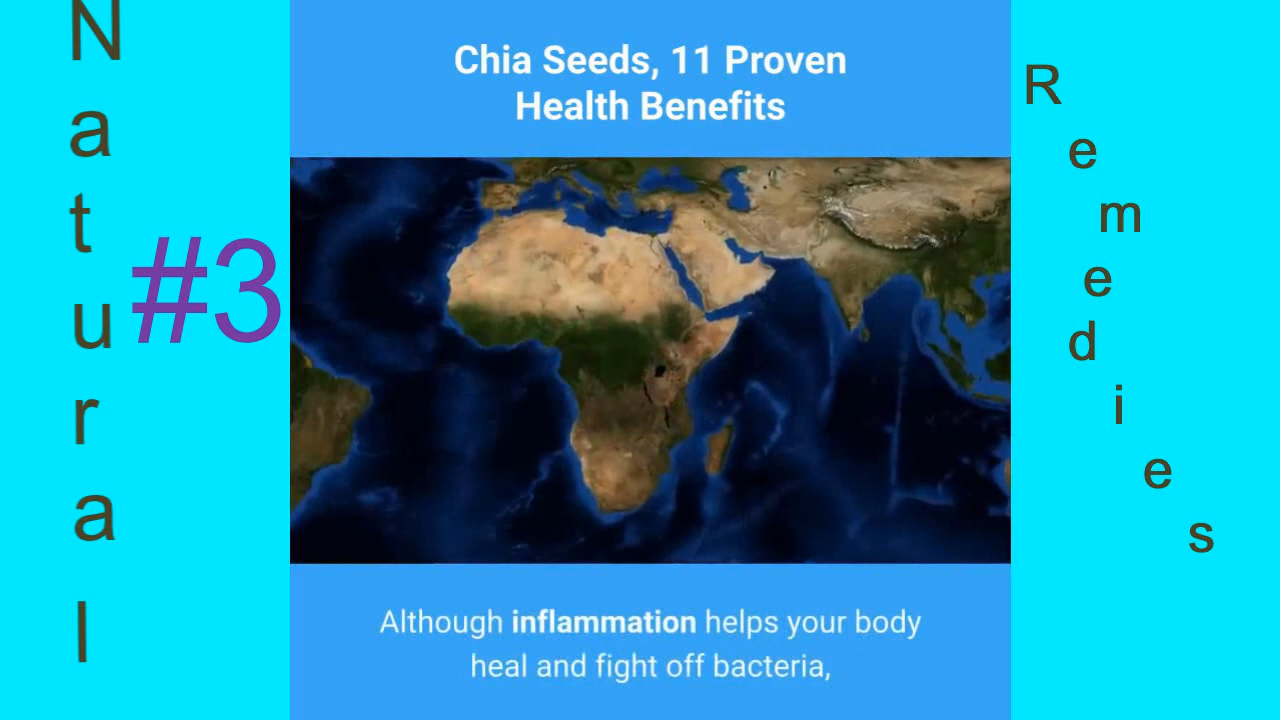 Natural
#3
Chia Seeds, 11 Proven
Health Benefits
Although inflammation helps your body
heal and fight off bacteria,
Remedies